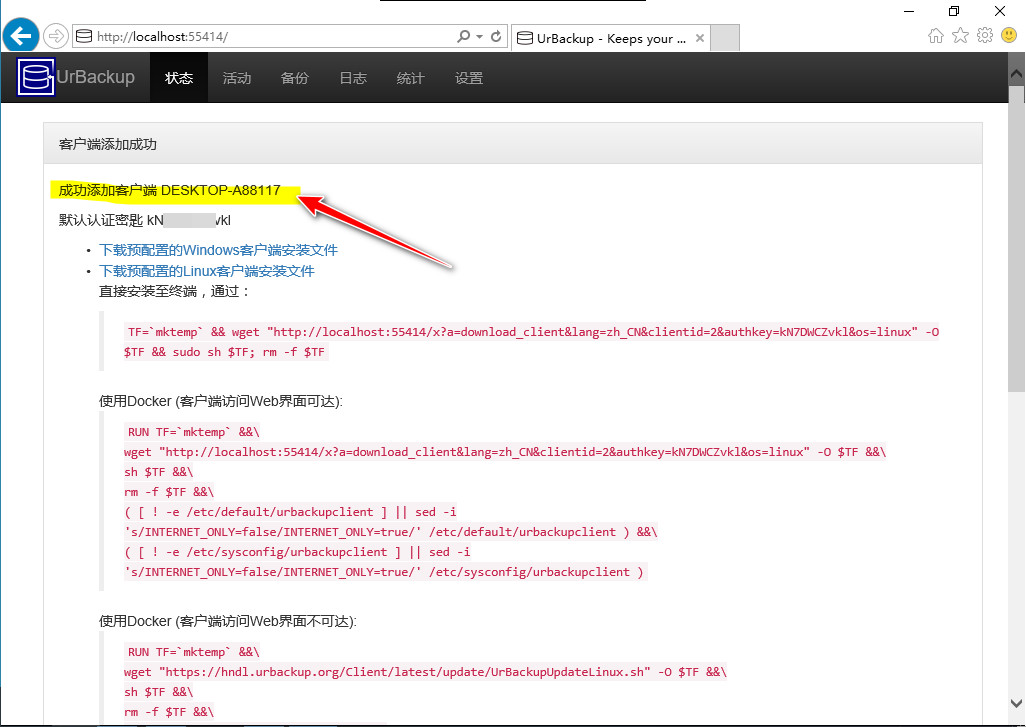 http://localhost:55414/
UrBackup - Keeps your ...
UrBackup 状态 活动 备份 日志 统计 设置
客户端添加成功
成功添加客户端 DESKTOP-A88117
默认认证密匙 kN vkl
• 下载预配置的Windows客户端安装文件
• 下载预配置的Linux客户端安装文件
直接安装至终端，通过：
TF=`mktemp` && wget "http://localhost:55414/x?a=download_client&lang=zh_CN&clientid=2&authkey=kN7DWCZvkl&os=linux" -O
$TF && sudo sh $TF; rm -f $TF
使用Docker (客户端访问Web界面可达):
RUN TF=`mktemp` &&\
wget "http://localhost:55414/x?a=download_client&lang=zh_CN&clientid=2&authkey=kN7DWCZvkl&os=linux" -O $TF &&\
sh $TF &&\
rm -f $TF &&\
( [ ! -e /etc/default/urbackupclient ] || sed -i
's/INTERNET_ONLY=false/INTERNET_ONLY=true/' /etc/default/urbackupclient ) &&\
( [ ! -e /etc/sysconfig/urbackupclient ] || sed -i
's/INTERNET_ONLY=false/INTERNET_ONLY=true/' /etc/sysconfig/urbackupclient )
使用Docker (客户端访问Web界面不可达):
RUN TF=`mktemp` &&\
wget "https://hndl.urbackup.org/Client/latest/update/UrBackupUpdateLinux.sh" -O $TF &&\
sh $TF &&\
rm -f $TF &&\